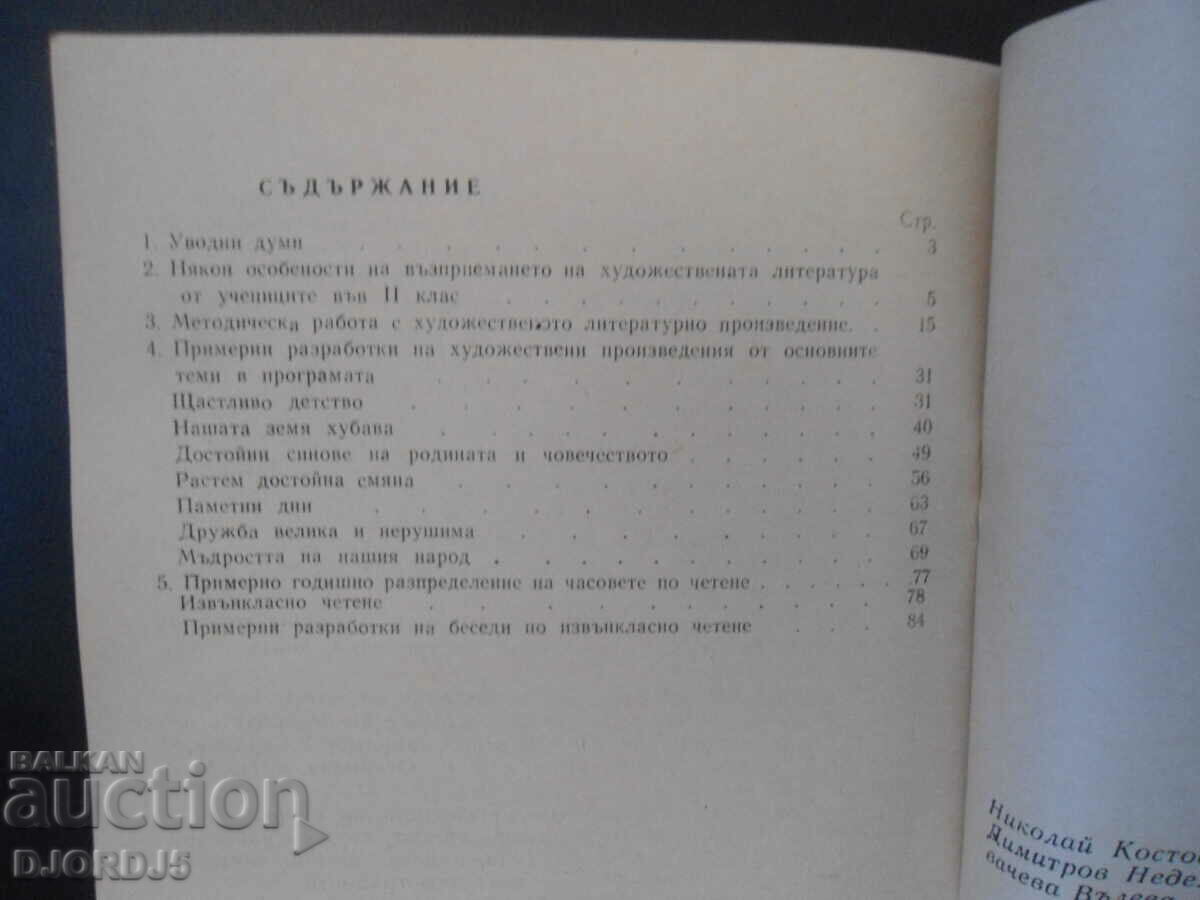 СЪДЪРЖАНИЕ
Стр.
1. Уводни думи . . . . . . . . . . . . 3
2. Някои особености на възприемането на художествената литература
от учениците във II клас . . . . . . . . . 5
3. Методическа работа с художественото литературно произведение. . 15
4. Примерни разработки на художествени произведения от основните
теми в програмата . . . . . . . . . . 31
Щастливо детство . . . . . . . . . . 31
Нашата земя хубава . . . . . . . . . 40
Достойни синове на родината и човечеството . . . . . . 49
Растем достойна смяна . . . . . . . . . 56
Паметни дни . . . . . . . . . . . 63
Дружба велика и нерушима . . . . . . . . 67
Мъдростта на нашия народ . . . . . . . . 69
5. Примерно годишно разпределение на часовете по четене . . . . 77
Извънкласно четене . . . . . . . . . 78
Примерни разработки на беседи по извънкласно четене . . . 84
Николай Костов
Димитров Неде
вачева Вълева
BALKAN
auction
DJORDJ5